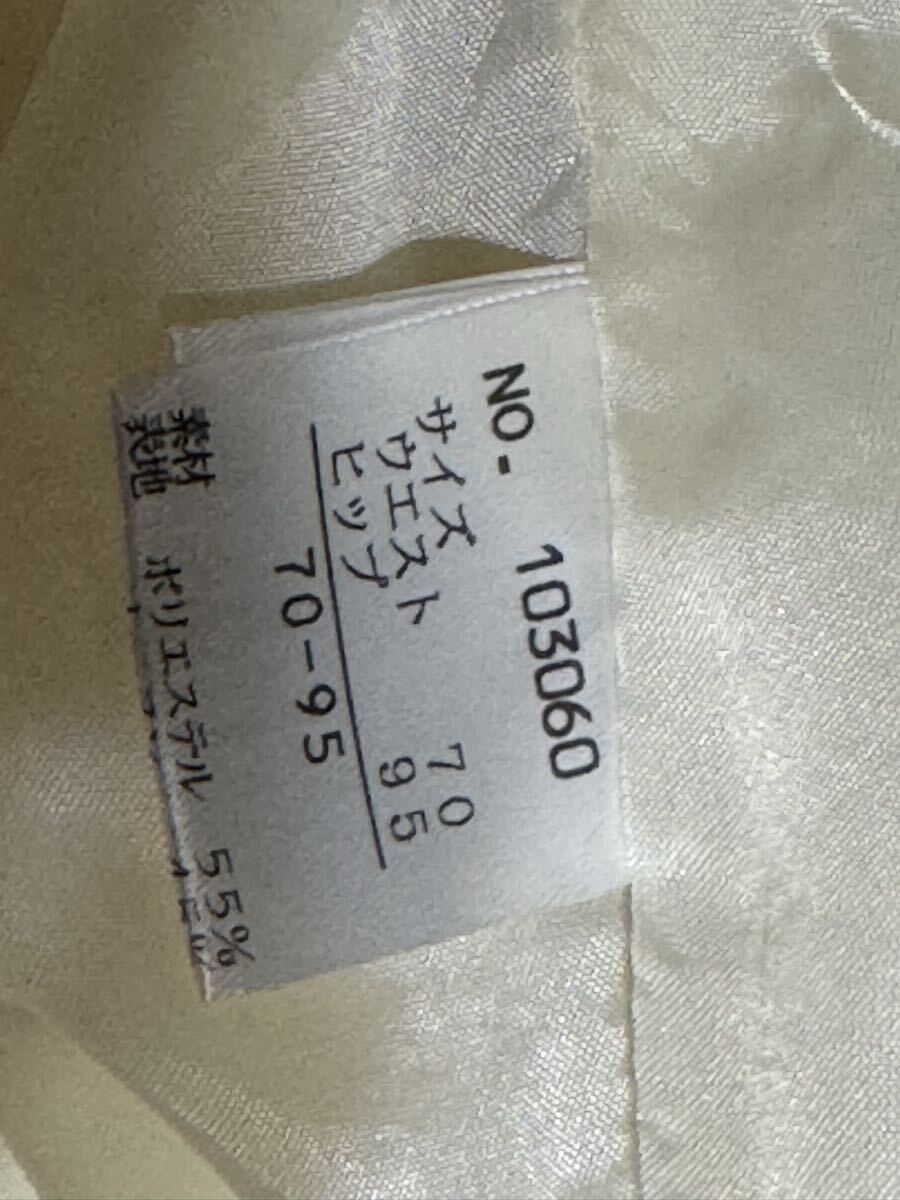 NO. 103060
サイズ
ウエスト 70
ヒップ 95
70-95
素材
表地 ポリエステル 55%